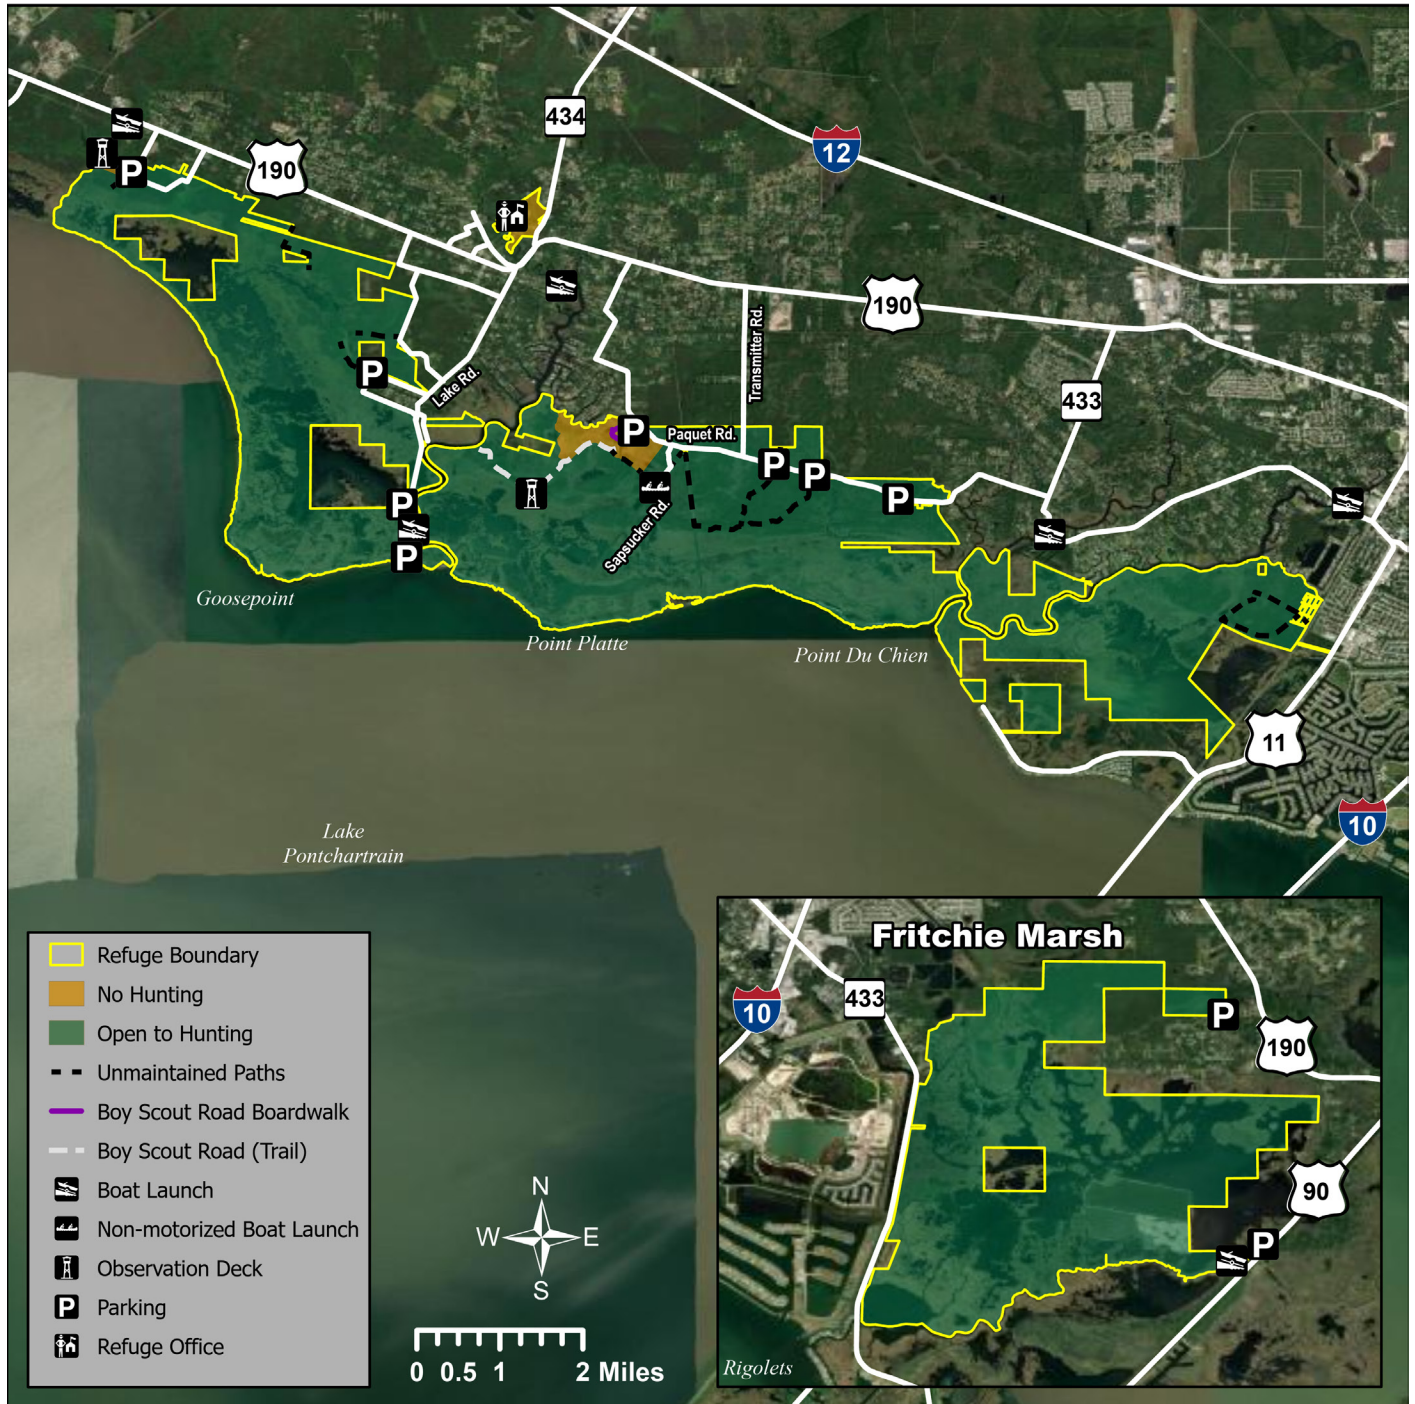 434
12
190
190
Transmitter Rd.
Lake Rd.
433
Paquet Rd.
Sapsucker Rd.
P
P
P
P
P
P
P
P
Goosepoint
Point Platte
Point Du Chien
11
10
Lake
Pontchartrain
Refuge Boundary
No Hunting
Open to Hunting
Unmaintained Paths
Boy Scout Road Boardwalk
Boy Scout Road (Trail)
Boat Launch
Non-motorized Boat Launch
Observation Deck
P Parking
Refuge Office
N
W E
S
0 0.5 1 2 Miles
Fritchie Marsh
10
433
P
190
90
P
Rigolets